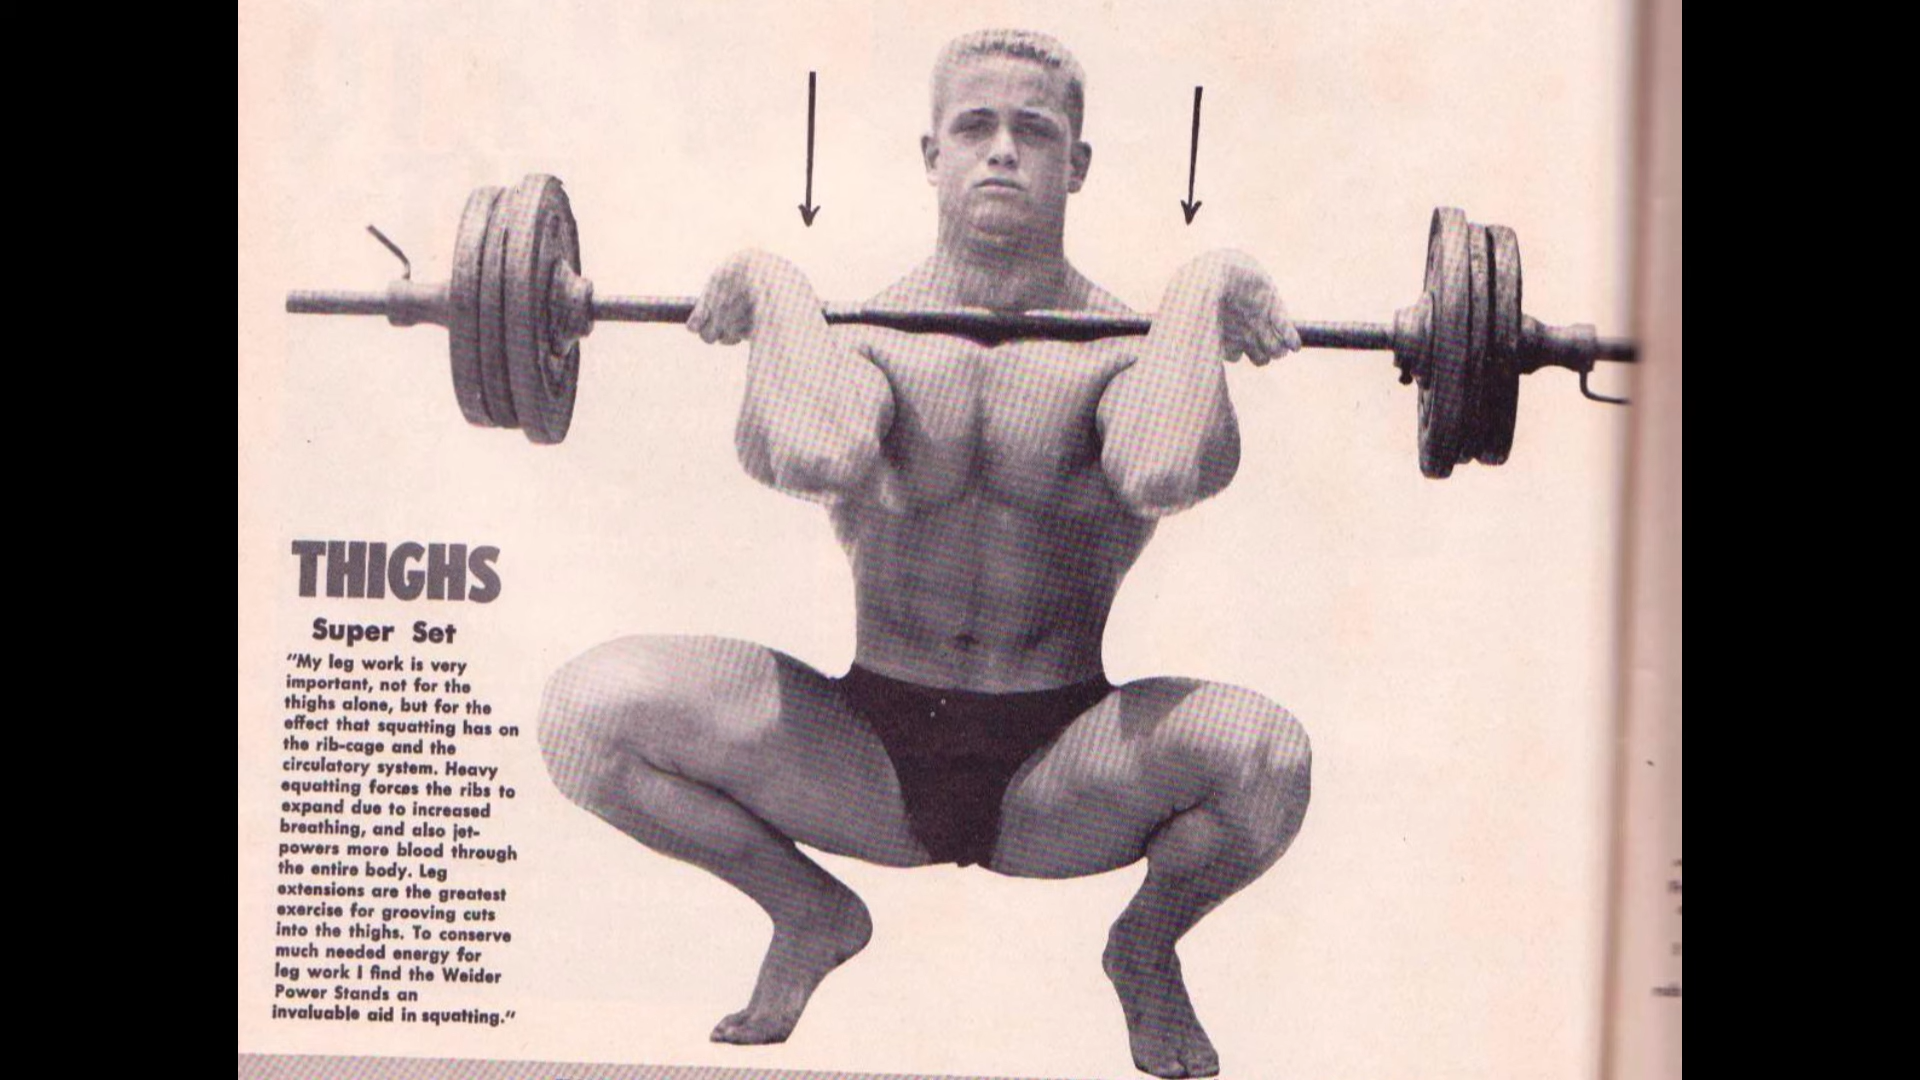 THIGHS
Super Set
"My leg work is very
important, not for the
thighs alone, but for the
effect that squatting has on
the rib-cage and the
circulatory system. Heavy
equatting forces the ribs to
expand due to increased
breathing, and also jet-
powers more blood through
the entire body. Leg
extensions are the greatest
exercise for grooving cuts
into the thighs. To conserve
much needed energy for
leg work I find the Weider
Power Stands an
invaluable aid in squatting."